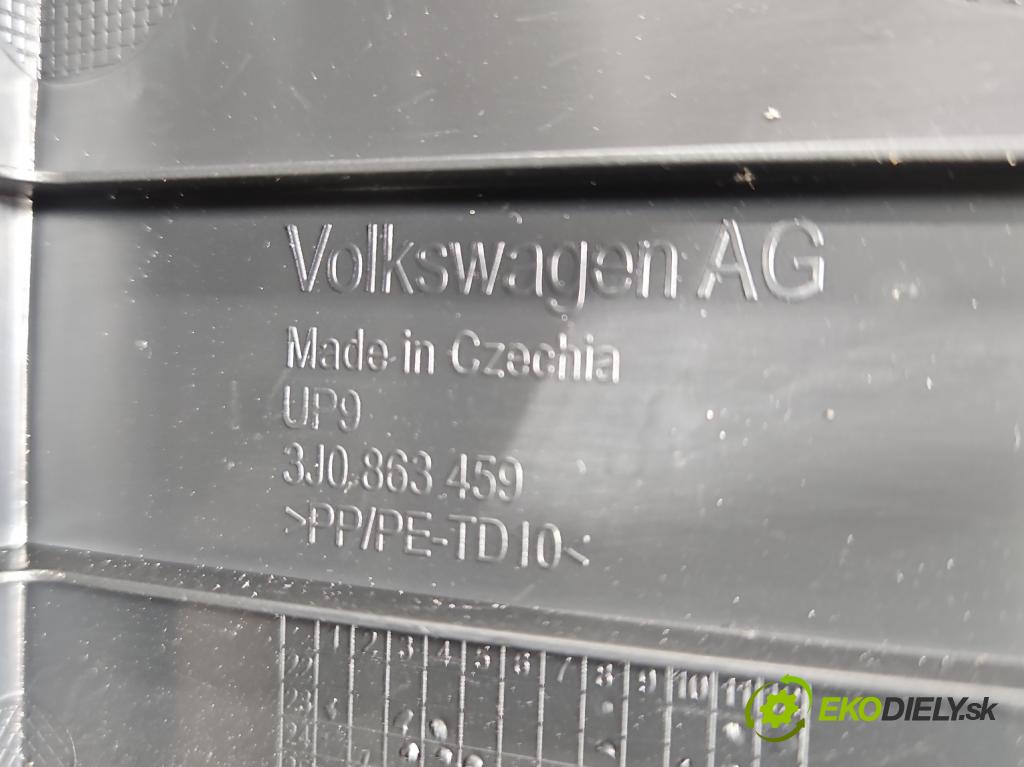 Volkswagen AG
Made in Czechia
UP9
3J0 863 459
>PP/PE-TD10<
1 2 3 4 5 6 7 8 9 10 11 12
22
23
24
EKODIELY.sk